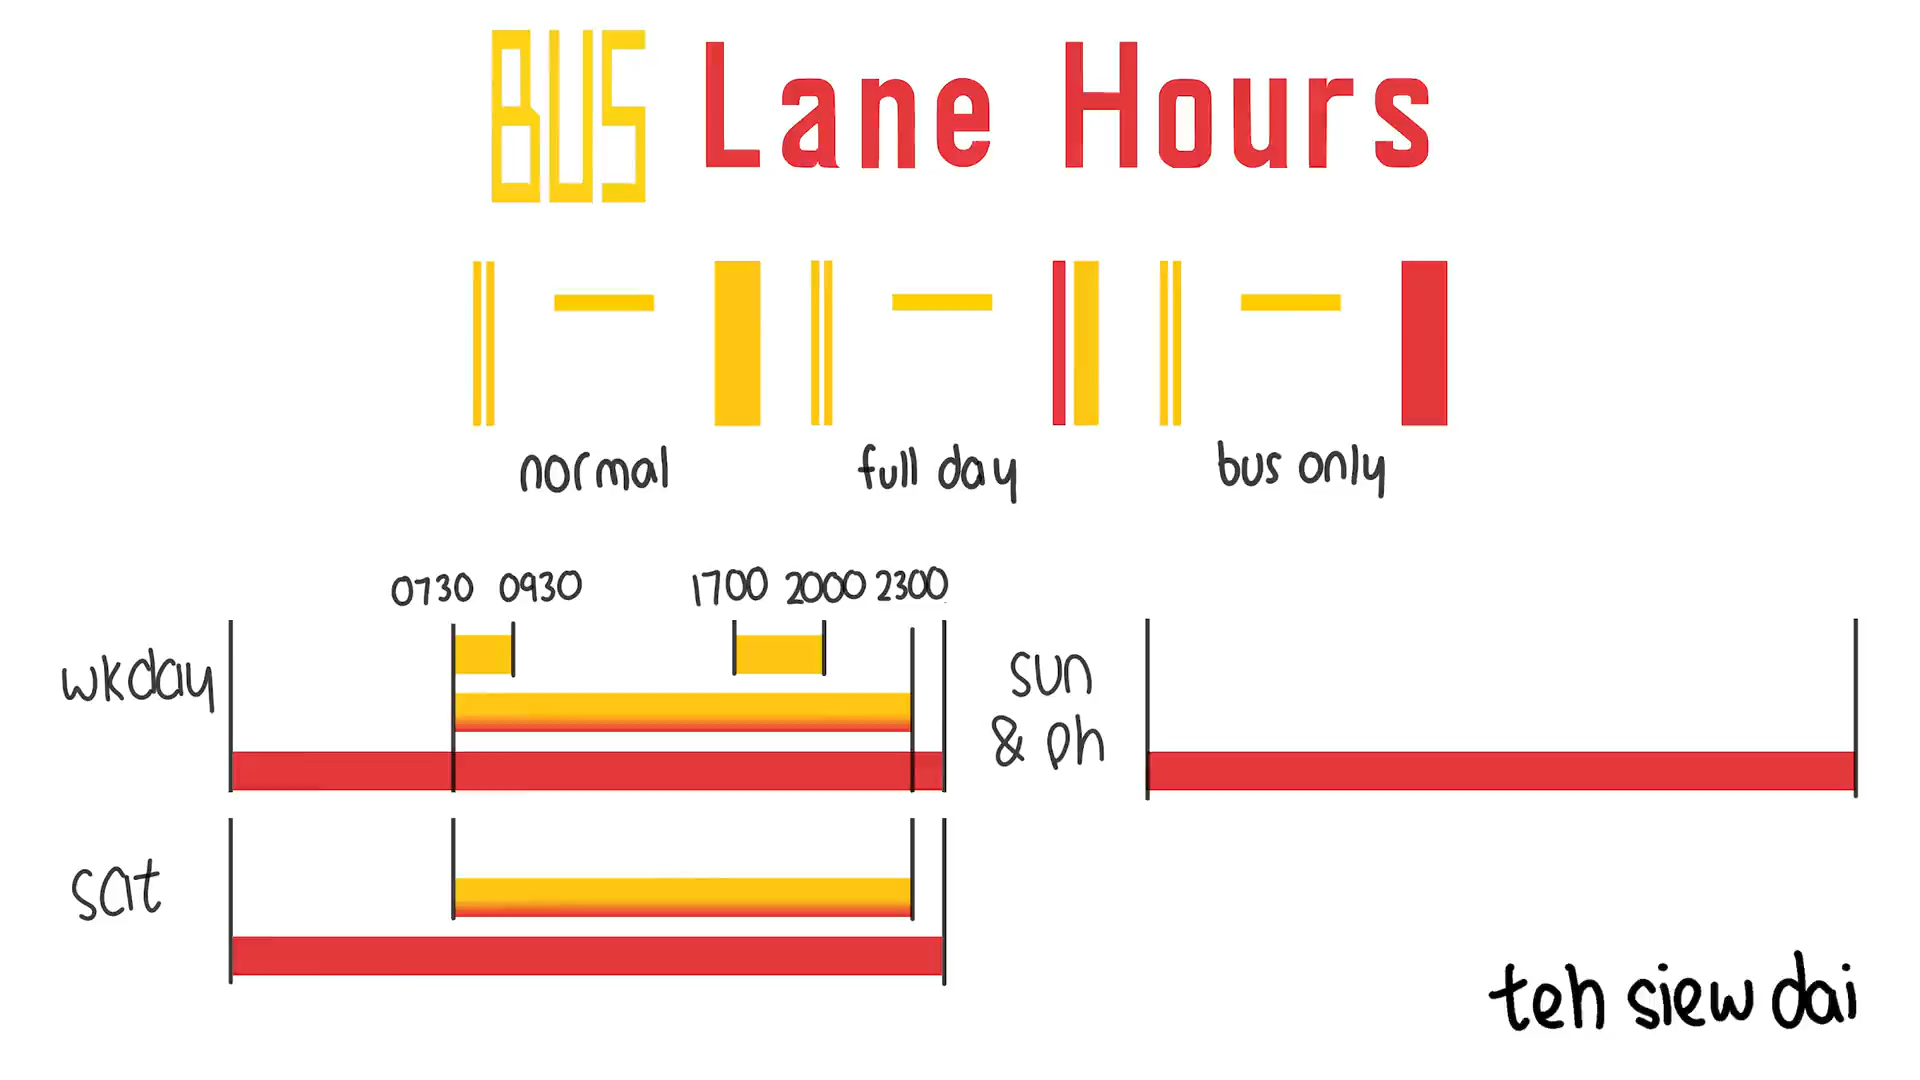 BUS Lane Hours
normal full day bus only
0730 0930 1700 2000 2300
wkday
sun
& ph
sat
teh siew dai